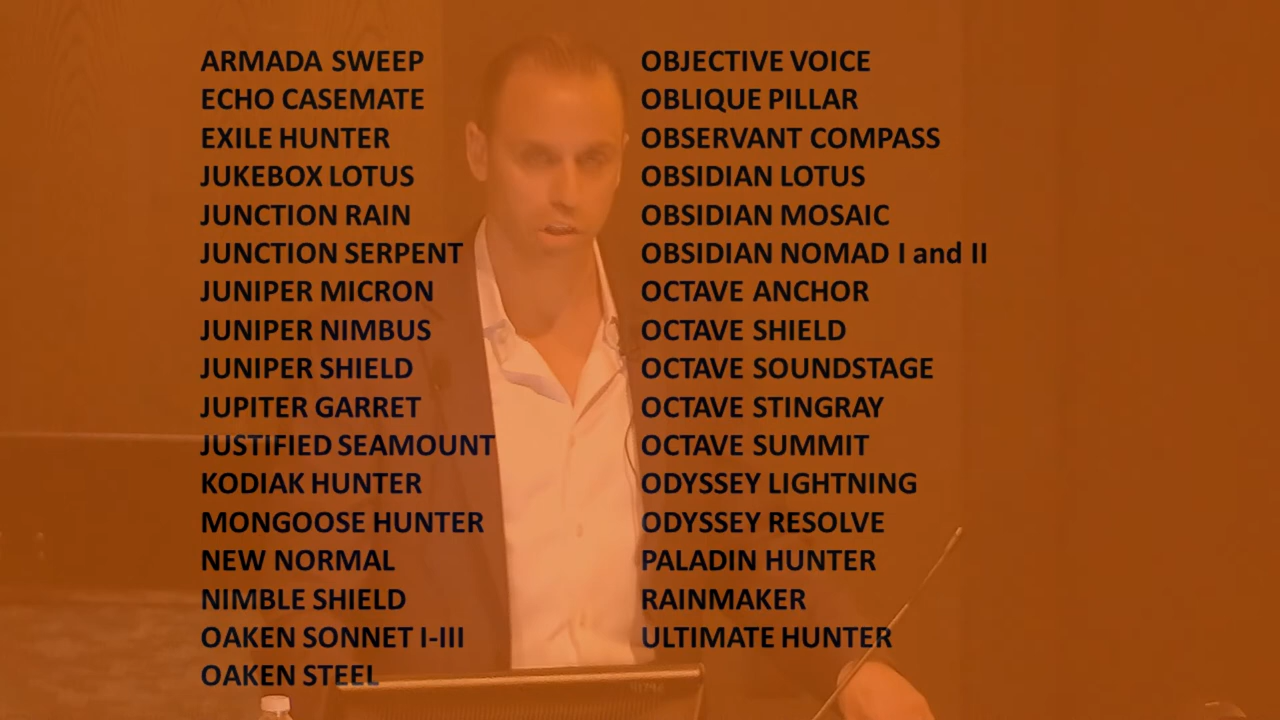 ARMADA SWEEP
ECHO CASEMATE
EXILE HUNTER
JUKEBOX LOTUS
JUNCTION RAIN
JUNCTION SERPENT
JUNIPER MICRON
JUNIPER NIMBUS
JUNIPER SHIELD
JUPITER GARRET
JUSTIFIED SEAMOUNT
KODIAK HUNTER
MONGOOSE HUNTER
NEW NORMAL
NIMBLE SHIELD
OAKEN SONNET I-III
OAKEN STEEL
OBJECTIVE VOICE
OBLIQUE PILLAR
OBSERVANT COMPASS
OBSIDIAN LOTUS
OBSIDIAN MOSAIC
OBSIDIAN NOMAD I and II
OCTAVE ANCHOR
OCTAVE SHIELD
OCTAVE SOUNDSTAGE
OCTAVE STINGRAY
OCTAVE SUMMIT
ODYSSEY LIGHTNING
ODYSSEY RESOLVE
PALADIN HUNTER
RAINMAKER
ULTIMATE HUNTER